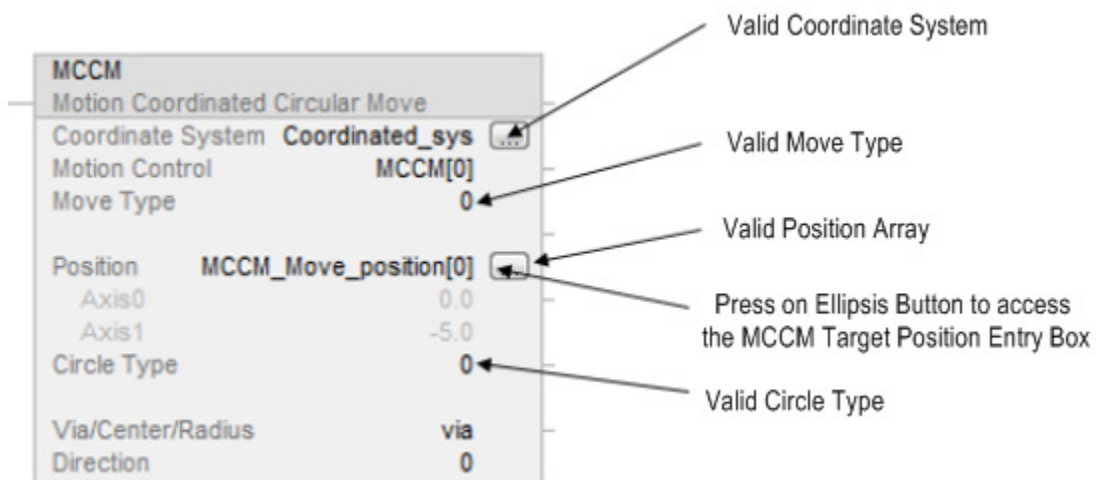 MCCM
Motion Coordinated Circular Move
Coordinate System Coordinated_sys ...
Motion Control MCCM[0]
Move Type 0
Position MCCM_Move_position[0]
Axis0 0.0
Axis1 -5.0
Circle Type 0
Via/Center/Radius via
Direction 0
Valid Coordinate System
Valid Move Type
Valid Position Array
Press on Ellipsis Button to access
the MCCM Target Position Entry Box
Valid Circle Type